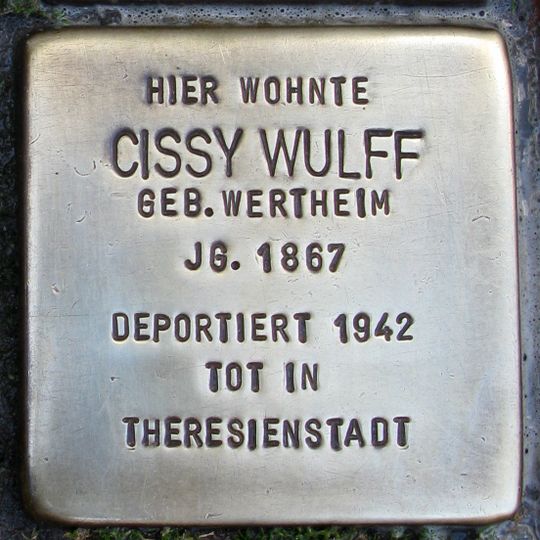 HIER WOHNTE
CISSY WULFF
GEB. WERTHEIM
JG. 1867
DEPORTIERT 1942
TOT IN
THERESIENSTADT